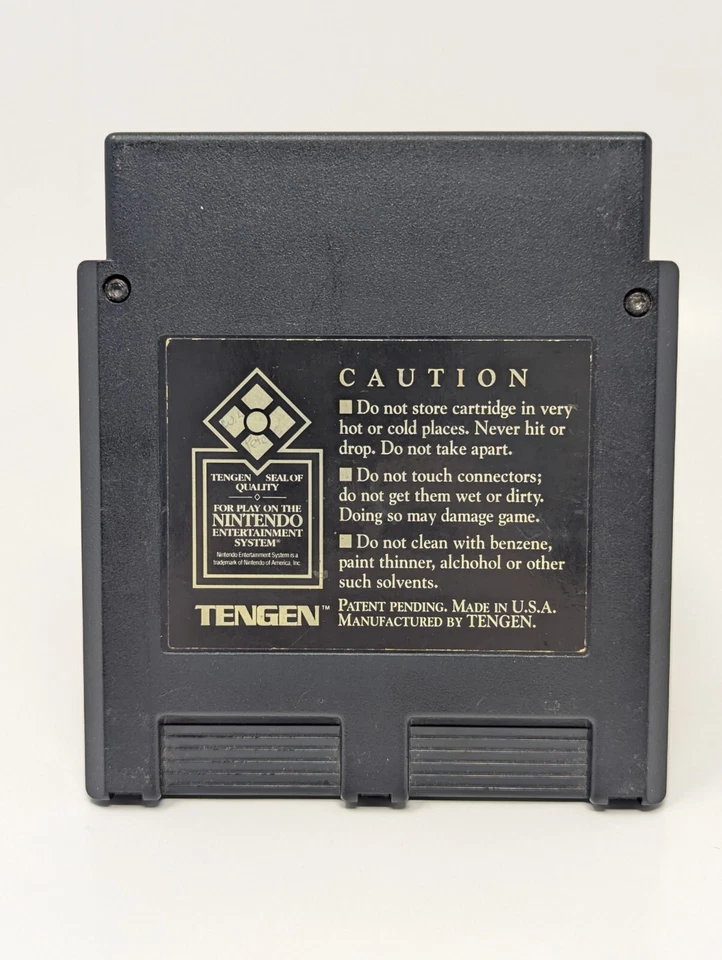 CAUTION
Do not store cartridge in very
hot or cold places. Never hit or
drop. Do not take apart.
Do not touch connectors;
do not get them wet or dirty.
Doing so may damage game.
Do not clean with benzene,
paint thinner, alchohol or other
such solvents.
PATENT PENDING. MADE IN U.S.A.
MANUFACTURED BY TENGEN.
TENGEN SEAL OF
QUALITY
FOR PLAY ON THE
NINTENDO
ENTERTAINMENT
SYSTEM®
Nintendo Entertainment System is a
trademark of Nintendo of America, Inc.
TENGEN™